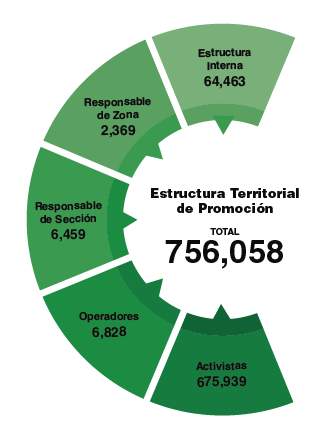 Estructura
Interna
64,463
Responsable
de Zona
2,369
Responsable
de Sección
6,459
Operadores
6,828
Activistas
675,939
Estructura Territorial
de Promoción
TOTAL
756,058